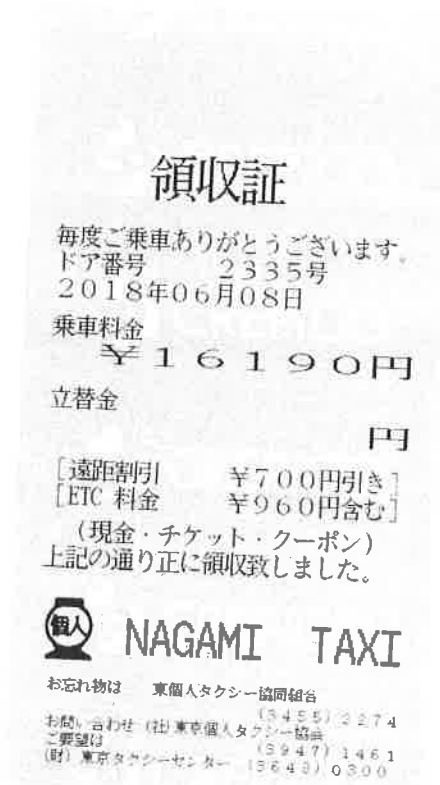 領収証
毎度ご乗車ありがとうございます。
ドア番号 2335号
2018年06月08日
乗車料金
¥16190円
立替金
円
[遠距割引 ¥700円引き]
[ETC 料金 ¥960円含む]
(現金・チケット・クーポン)
上記の通り正に領収致しました。
個人 NAGAMI TAXI
お忘れ物は 東個人タクシー協同組合
(3455)2274
お問い合わせ (社)東京個人タクシー協会
ご要望は (3947)1461
(財)東京タクシーセンター (3648)0300